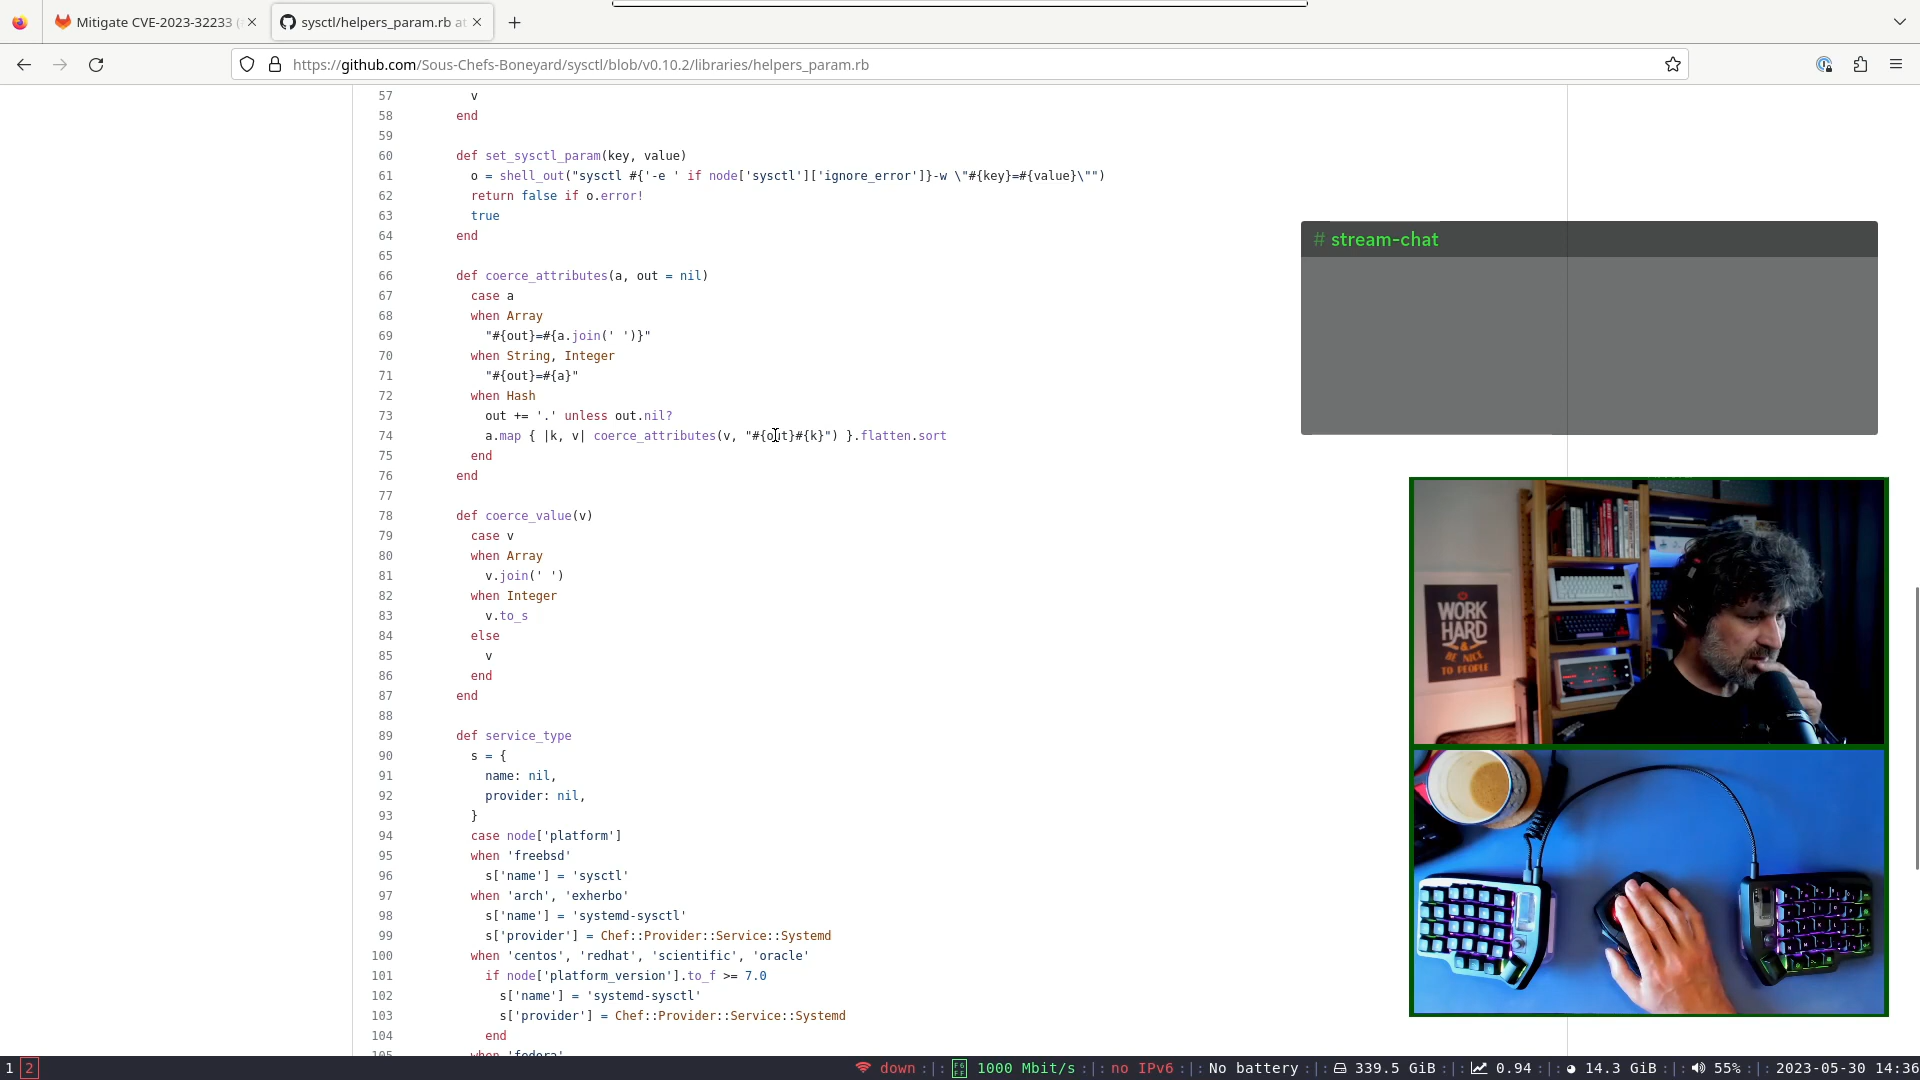 Mitigate CVE-2023-32233 (
sysctl/helpers_param.rb at
https://github.com/Sous-Chefs-Boneyard/sysctl/blob/v0.10.2/libraries/helpers_param.rb
57 v
58 end
59
60 def set_sysctl_param(key, value)
61 o = shell_out("sysctl #{'-e ' if node['sysctl']['ignore_error']}-w \"#{key}=#{value}\"")
62 return false if o.error!
63 true
64 end
65
66 def coerce_attributes(a, out = nil)
67 case a
68 when Array
69 "#{out}=#{a.join(' ')}"
70 when String, Integer
71 "#{out}=#{a}"
72 when Hash
73 out += '.' unless out.nil?
74 a.map { |k, v| coerce_attributes(v, "#{out}#{k}") }.flatten.sort
75 end
76 end
77
78 def coerce_value(v)
79 case v
80 when Array
81 v.join(' ')
82 when Integer
83 v.to_s
84 else
85 v
86 end
87 end
88
89 def service_type
90 s = {
91 name: nil,
92 provider: nil,
93 }
94 case node['platform']
95 when 'freebsd'
96 s['name'] = 'sysctl'
97 when 'arch', 'exherbo'
98 s['name'] = 'systemd-sysctl'
99 s['provider'] = Chef::Provider::Service::Systemd
100 when 'centos', 'redhat', 'scientific', 'oracle'
101 if node['platform_version'].to_f >= 7.0
102 s['name'] = 'systemd-sysctl'
103 s['provider'] = Chef::Provider::Service::Systemd
104 end
105 when 'fedora'
# stream-chat
WORK
HARD
&
BE NICE
TO PEOPLE
1 2 down :|: 1000 Mbit/s :|: no IPv6 :|: No battery :|: 339.5 GiB :|: 0.94 :|: 14.3 GiB :|: 55% :|: 2023-05-30 14:36